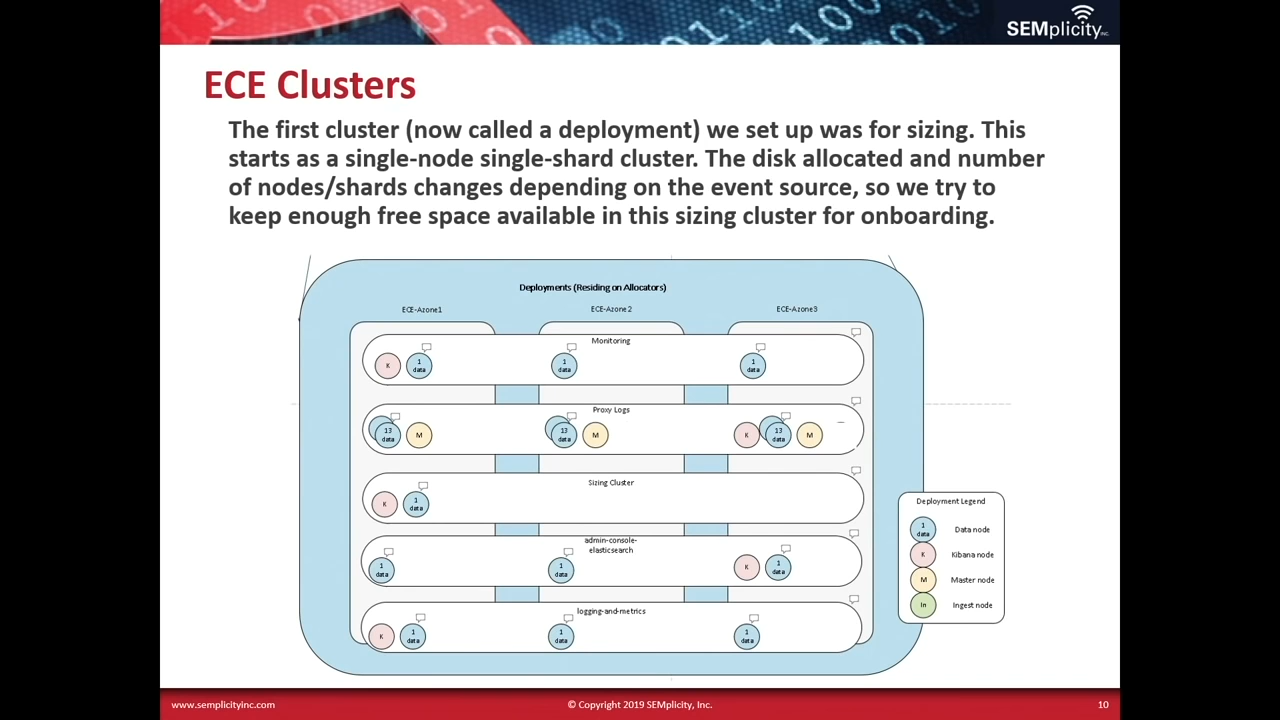 SEMplicity INC.
ECE Clusters
The first cluster (now called a deployment) we set up was for sizing. This
starts as a single-node single-shard cluster. The disk allocated and number
of nodes/shards changes depending on the event source, so we try to
keep enough free space available in this sizing cluster for onboarding.
Deployments (Residing on Allocators)
ECE-Azone1
ECE-Azone2
ECE-Azone3
Monitoring
K
1
data
1
data
1
data
Proxy Logs
13
data
M
13
data
M
K
13
data
M
Sizing Cluster
K
1
data
admin-console-
elasticsearch
1
data
1
data
K
1
data
logging-and-metrics
K
1
data
1
data
1
data
Deployment Legend
1
data
Data node
K
Kibana node
M
Master node
In
Ingest node
www.semplicityinc.com
© Copyright 2019 SEMplicity, Inc.
10